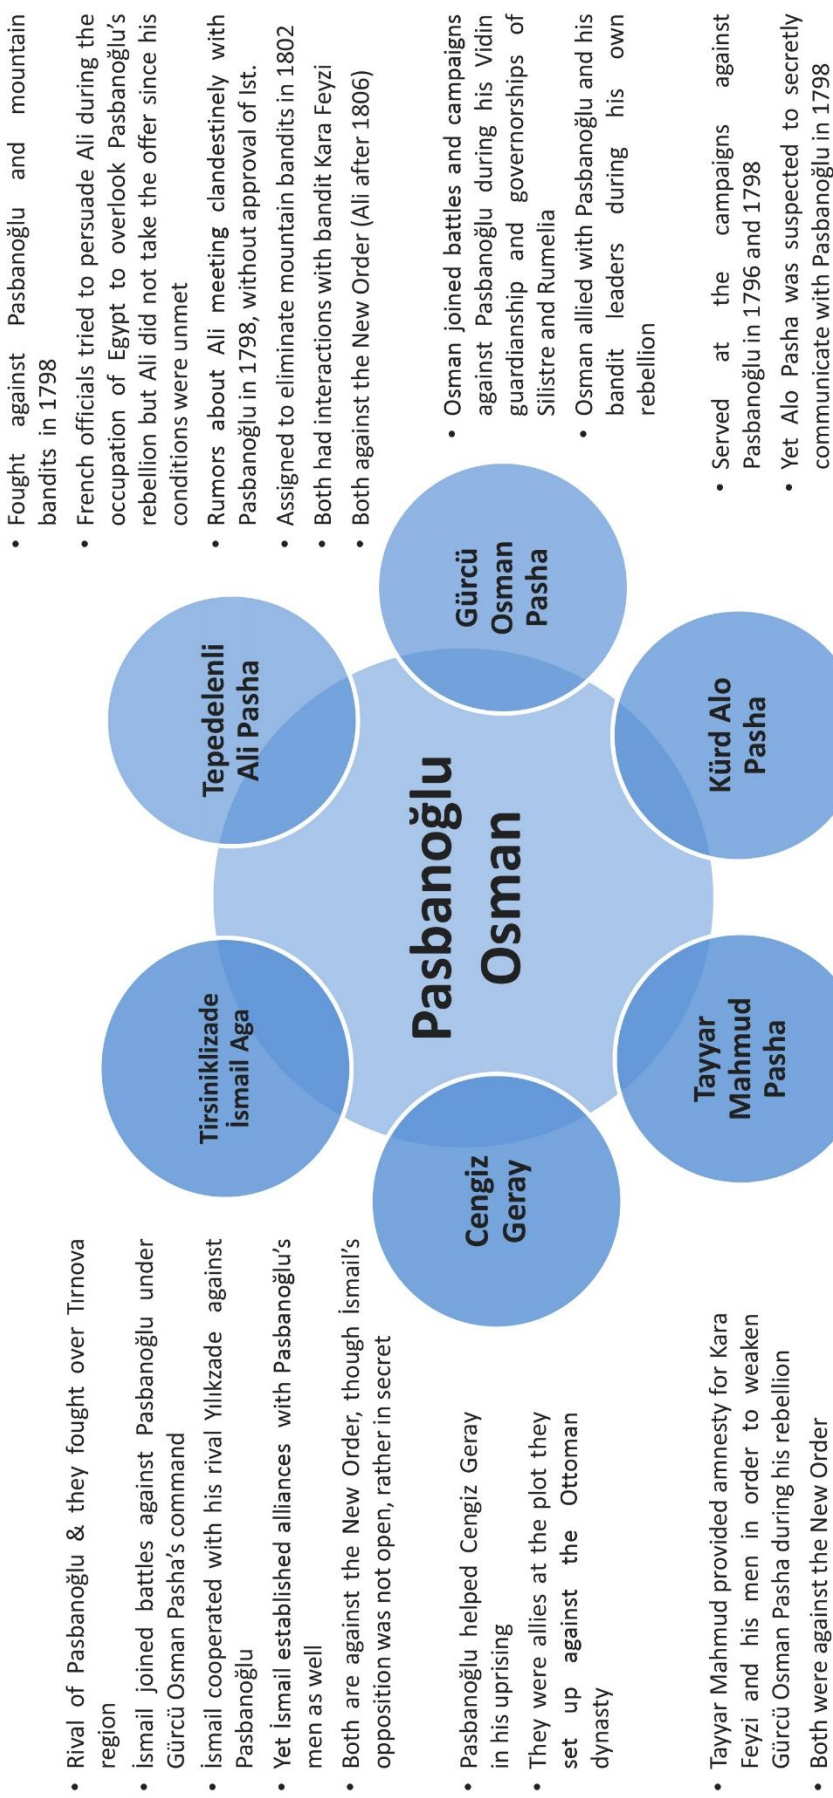 • Rival of Pasbanoğlu & they fought over Tırnova
region
• İsmail joined battles against Pasbanoğlu under
Gürcü Osman Pasha's command
• İsmail cooperated with his rival Yılıkzade against
Pasbanoğlu
• Yet İsmail established alliances with Pasbanoğlu's
men as well
• Both are against the New Order, though İsmail's
opposition was not open, rather in secret
• Pasbanoğlu helped Cengiz Geray
in his uprising
• They were allies at the plot they
set up against the Ottoman
dynasty
• Tayyar Mahmud provided amnesty for Kara
Feyzi and his men in order to weaken
Gürcü Osman Pasha during his rebellion
• Both were against the New Order
Tirsiniklizade
İsmail Aga
Tepedelenli
Ali Pasha
Pasbanoğlu
Osman
Cengiz
Geray
Gürcü
Osman
Pasha
Tayyar
Mahmud
Pasha
Kürd Alo
Pasha
• Fought against Pasbanoğlu and mountain
bandits in 1798
• French officials tried to persuade Ali during the
occupation of Egypt to overlook Pasbanoğlu's
rebellion but Ali did not take the offer since his
conditions were unmet
• Rumors about Ali meeting clandestinely with
Pasbanoğlu in 1798, without approval of Ist.
• Assigned to eliminate mountain bandits in 1802
• Both had interactions with bandit Kara Feyzi
• Both against the New Order (Ali after 1806)
• Osman joined battles and campaigns
against Pasbanoğlu during his Vidin
guardianship and governorships of
Silistre and Rumelia
• Osman allied with Pasbanoğlu and his
bandit leaders during his own
rebellion
• Served at the campaigns against
Pasbanoğlu in 1796 and 1798
• Yet Alo Pasha was suspected to secretly
communicate with Pasbanoğlu in 1798